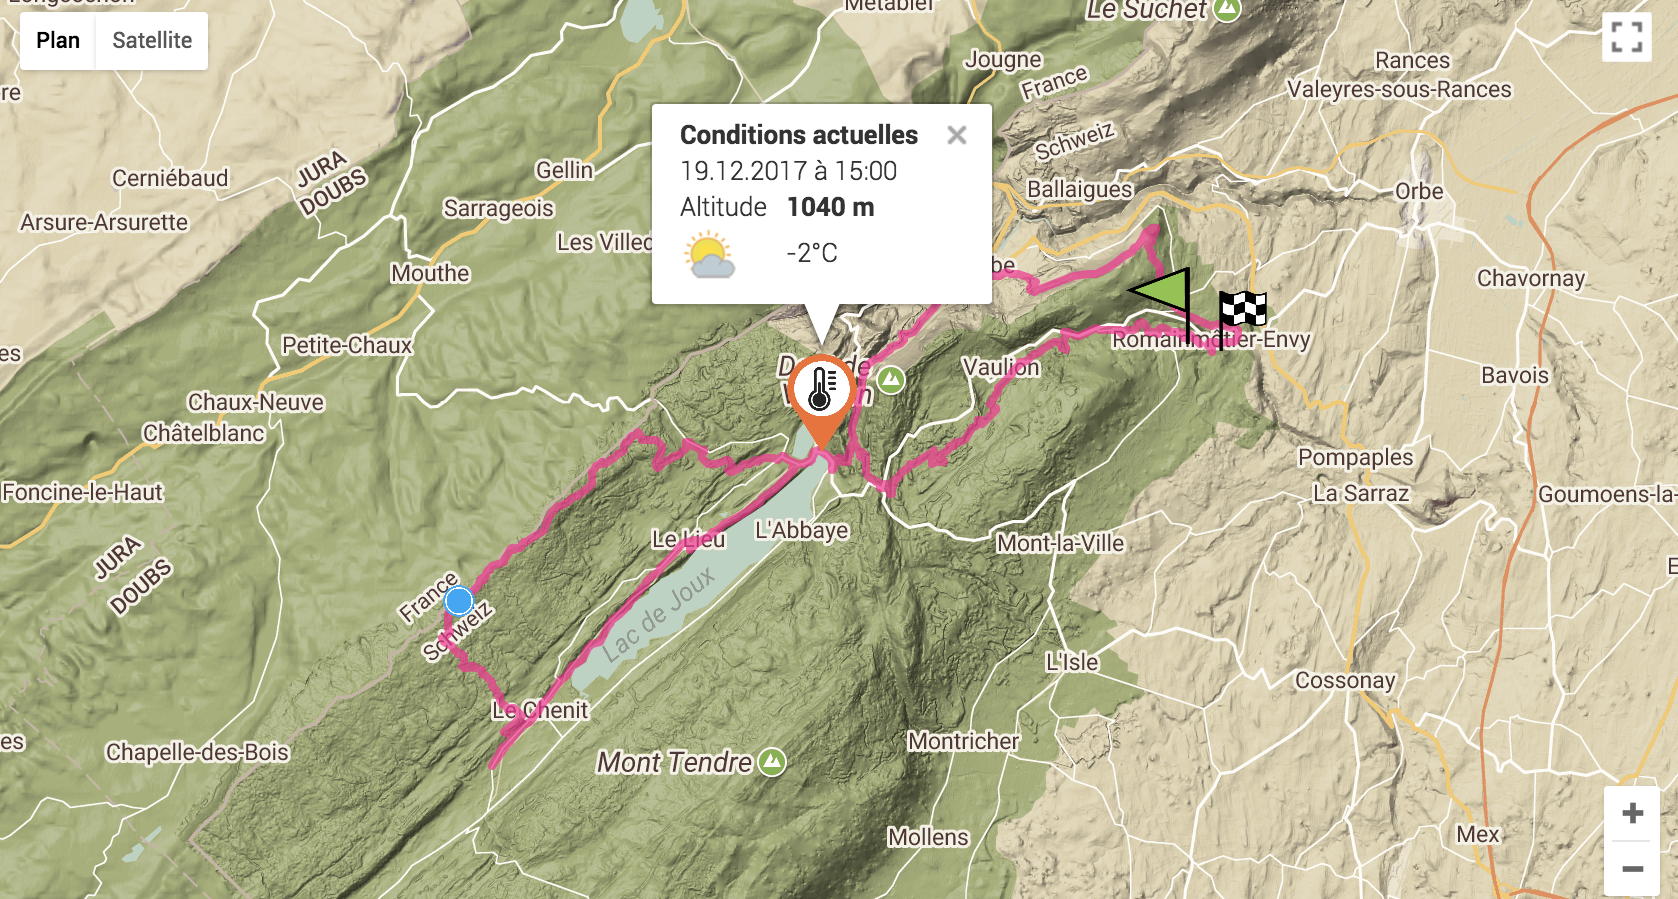 Métabief
Le Suchet
Plan
Satellite
Jougne
France
Rances
Valeyres-sous-Rances
Schweiz
Conditions actuelles
19.12.2017 à 15:00
Altitude 1040 m
-2°C
JURA
DOUBS
Cerniébaud
Gellin
Ballaigues
Orbe
Arsure-Arsurette
Sarrageois
Les Villed
Mouthe
be
Chavornay
Petite-Chaux
Romainmôtier-Envy
Vaulion
Bavois
Chaux-Neuve
Châtelblanc
Pompaples
Foncine-le-Haut
La Sarraz
Goumoens-la-
Le Lieu
L'Abbaye
Mont-la-Ville
JURA
DOUBS
France
Schweiz
Lac de Joux
L'Isle
Cossonay
Le Chenit
Chapelle-des-Bois
Mont Tendre
Montricher
Mollens
Mex
+
−